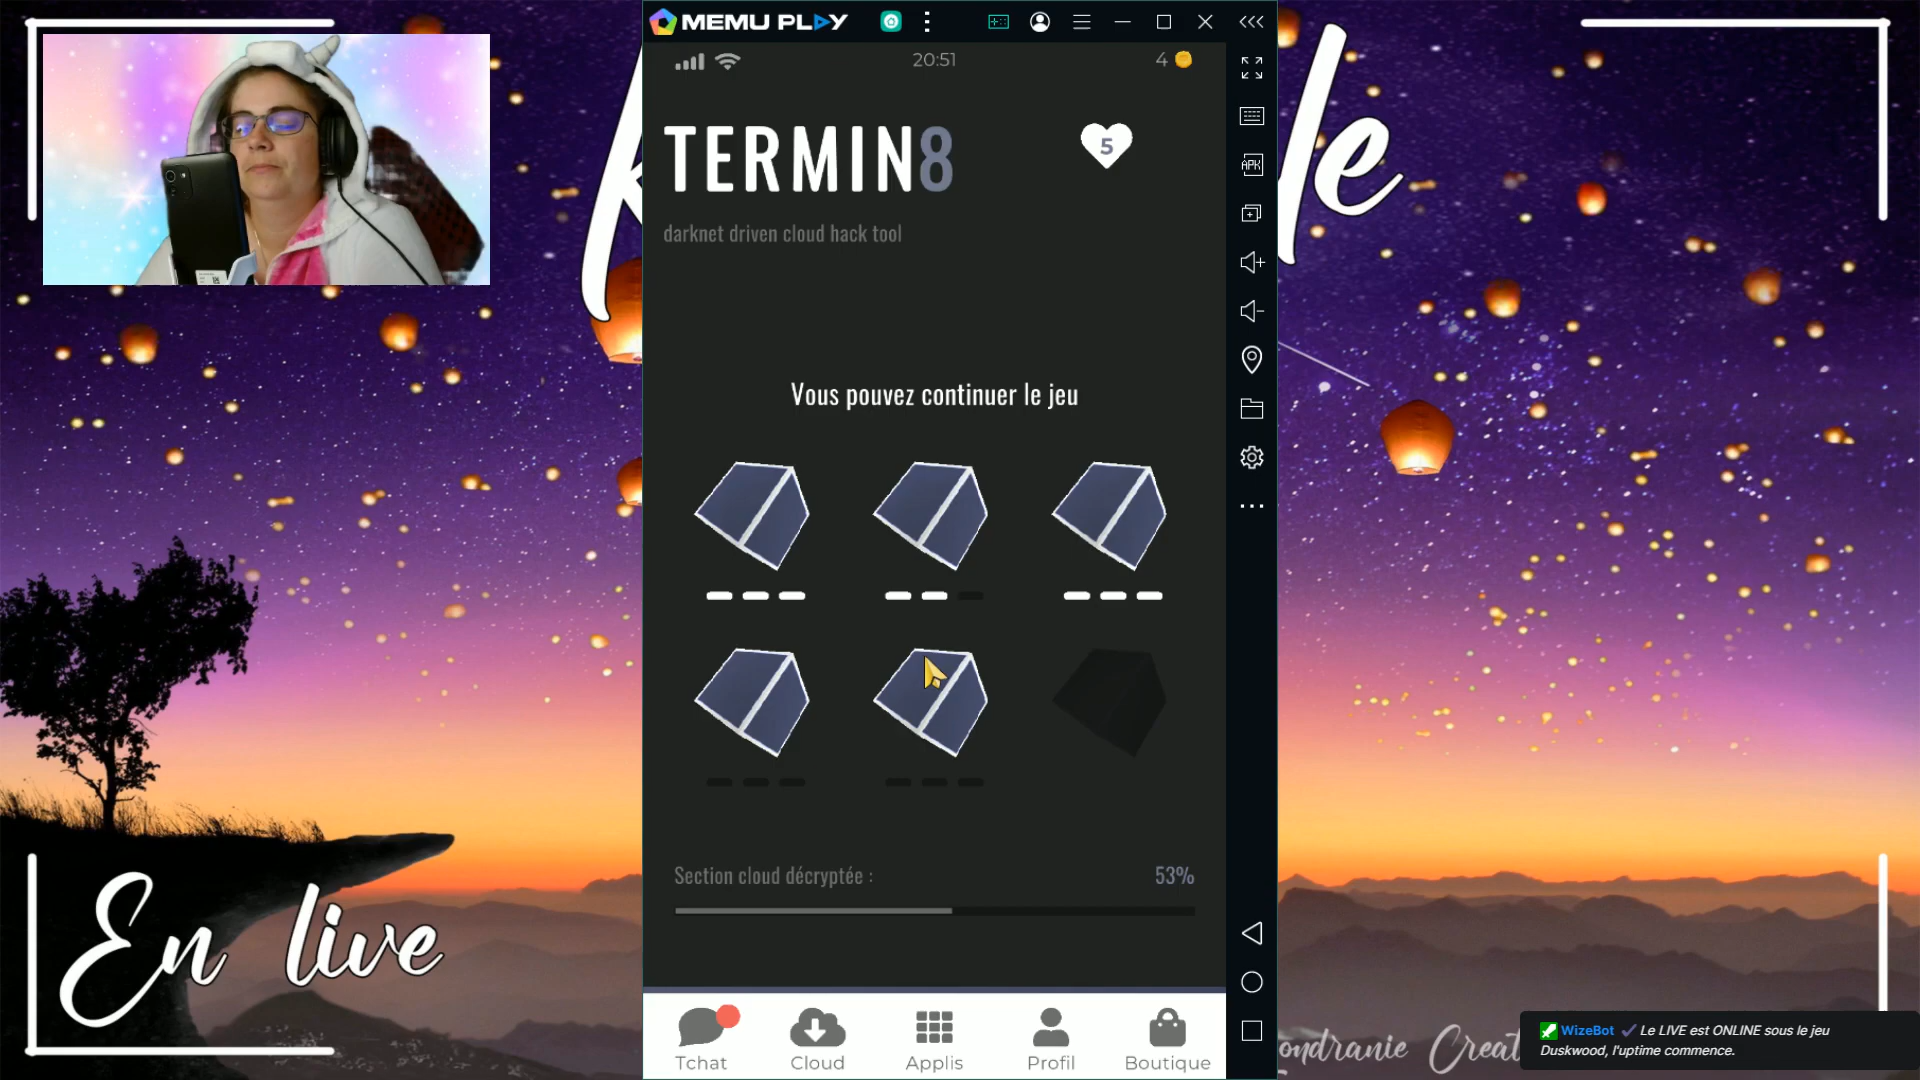 MEMU PLAY
20:51
4
TERMIN8
5
darknet driven cloud hack tool
APK
Vous pouvez continuer le jeu
Section cloud décryptée :
53%
Tchat
Cloud
Applis
Profil
Boutique
En live
WizeBot Le LIVE est ONLINE sous le jeu
Duskwood, l'uptime commence.